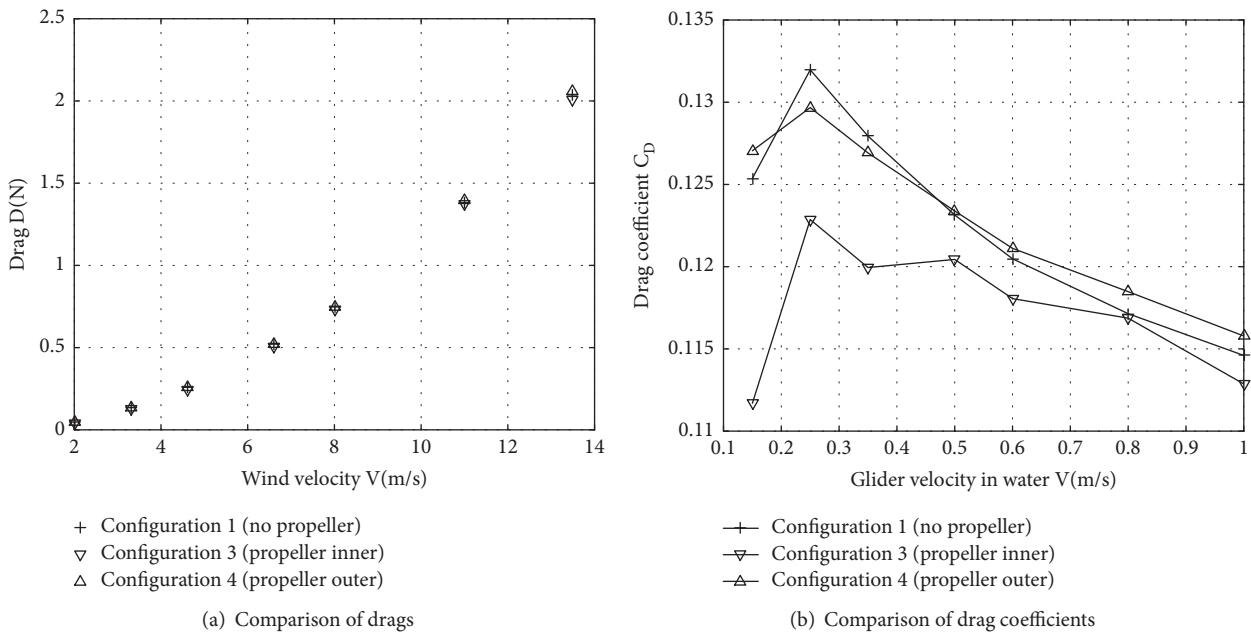 2.5
2
1.5
1
0.5
0
Drag D(N)
2 4 6 8 10 12 14
Wind velocity V(m/s)
Configuration 1 (no propeller)
Configuration 3 (propeller inner)
Configuration 4 (propeller outer)
(a) Comparison of drags
0.135
0.13
0.125
0.12
0.115
0.11
Drag coefficient C_D
0.1 0.2 0.3 0.4 0.5 0.6 0.7 0.8 0.9 1
Glider velocity in water V(m/s)
Configuration 1 (no propeller)
Configuration 3 (propeller inner)
Configuration 4 (propeller outer)
(b) Comparison of drag coefficients